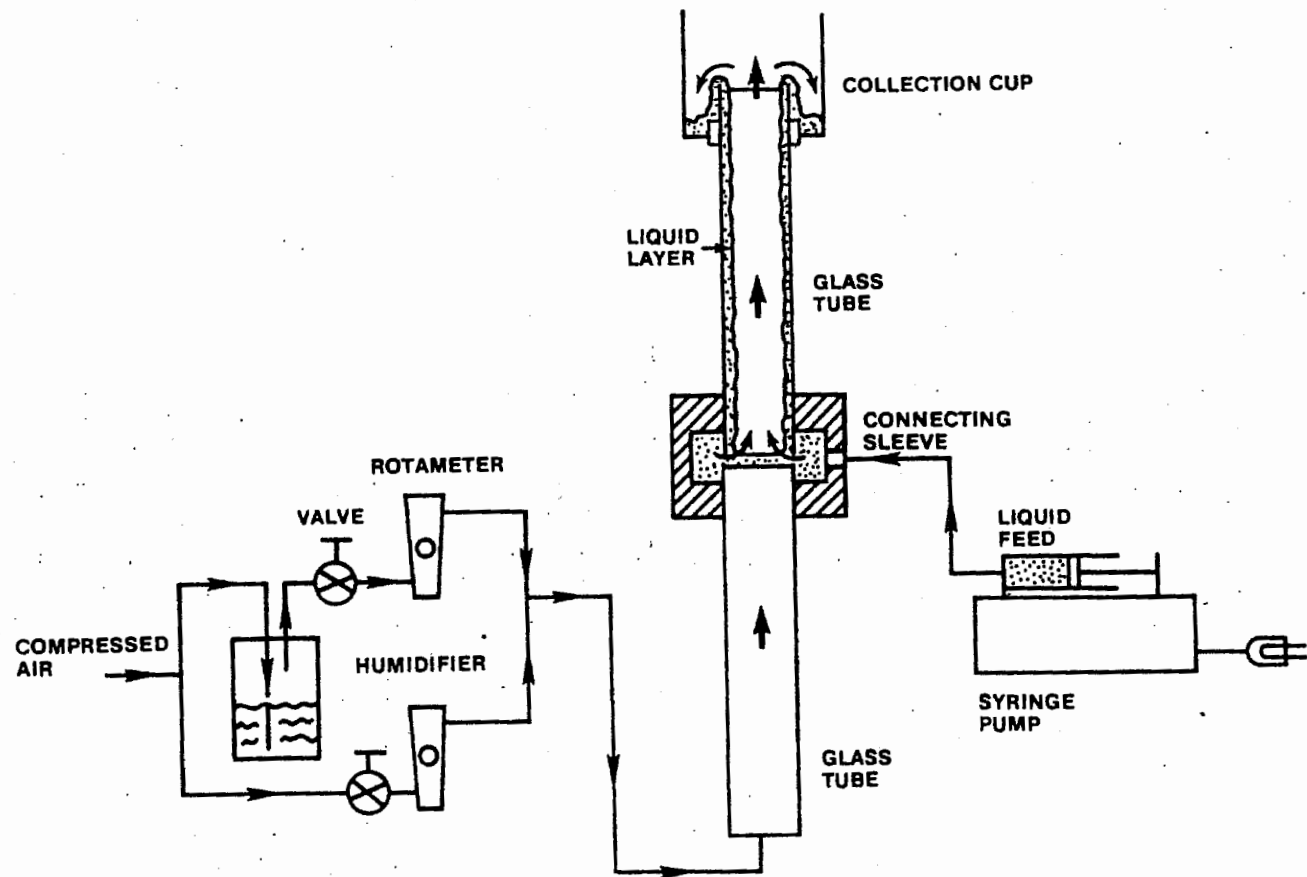 COLLECTION CUP
LIQUID
LAYER
GLASS
TUBE
CONNECTING
SLEEVE
ROTAMETER
VALVE
LIQUID
FEED
COMPRESSED
AIR
HUMIDIFIER
SYRINGE
PUMP
GLASS
TUBE